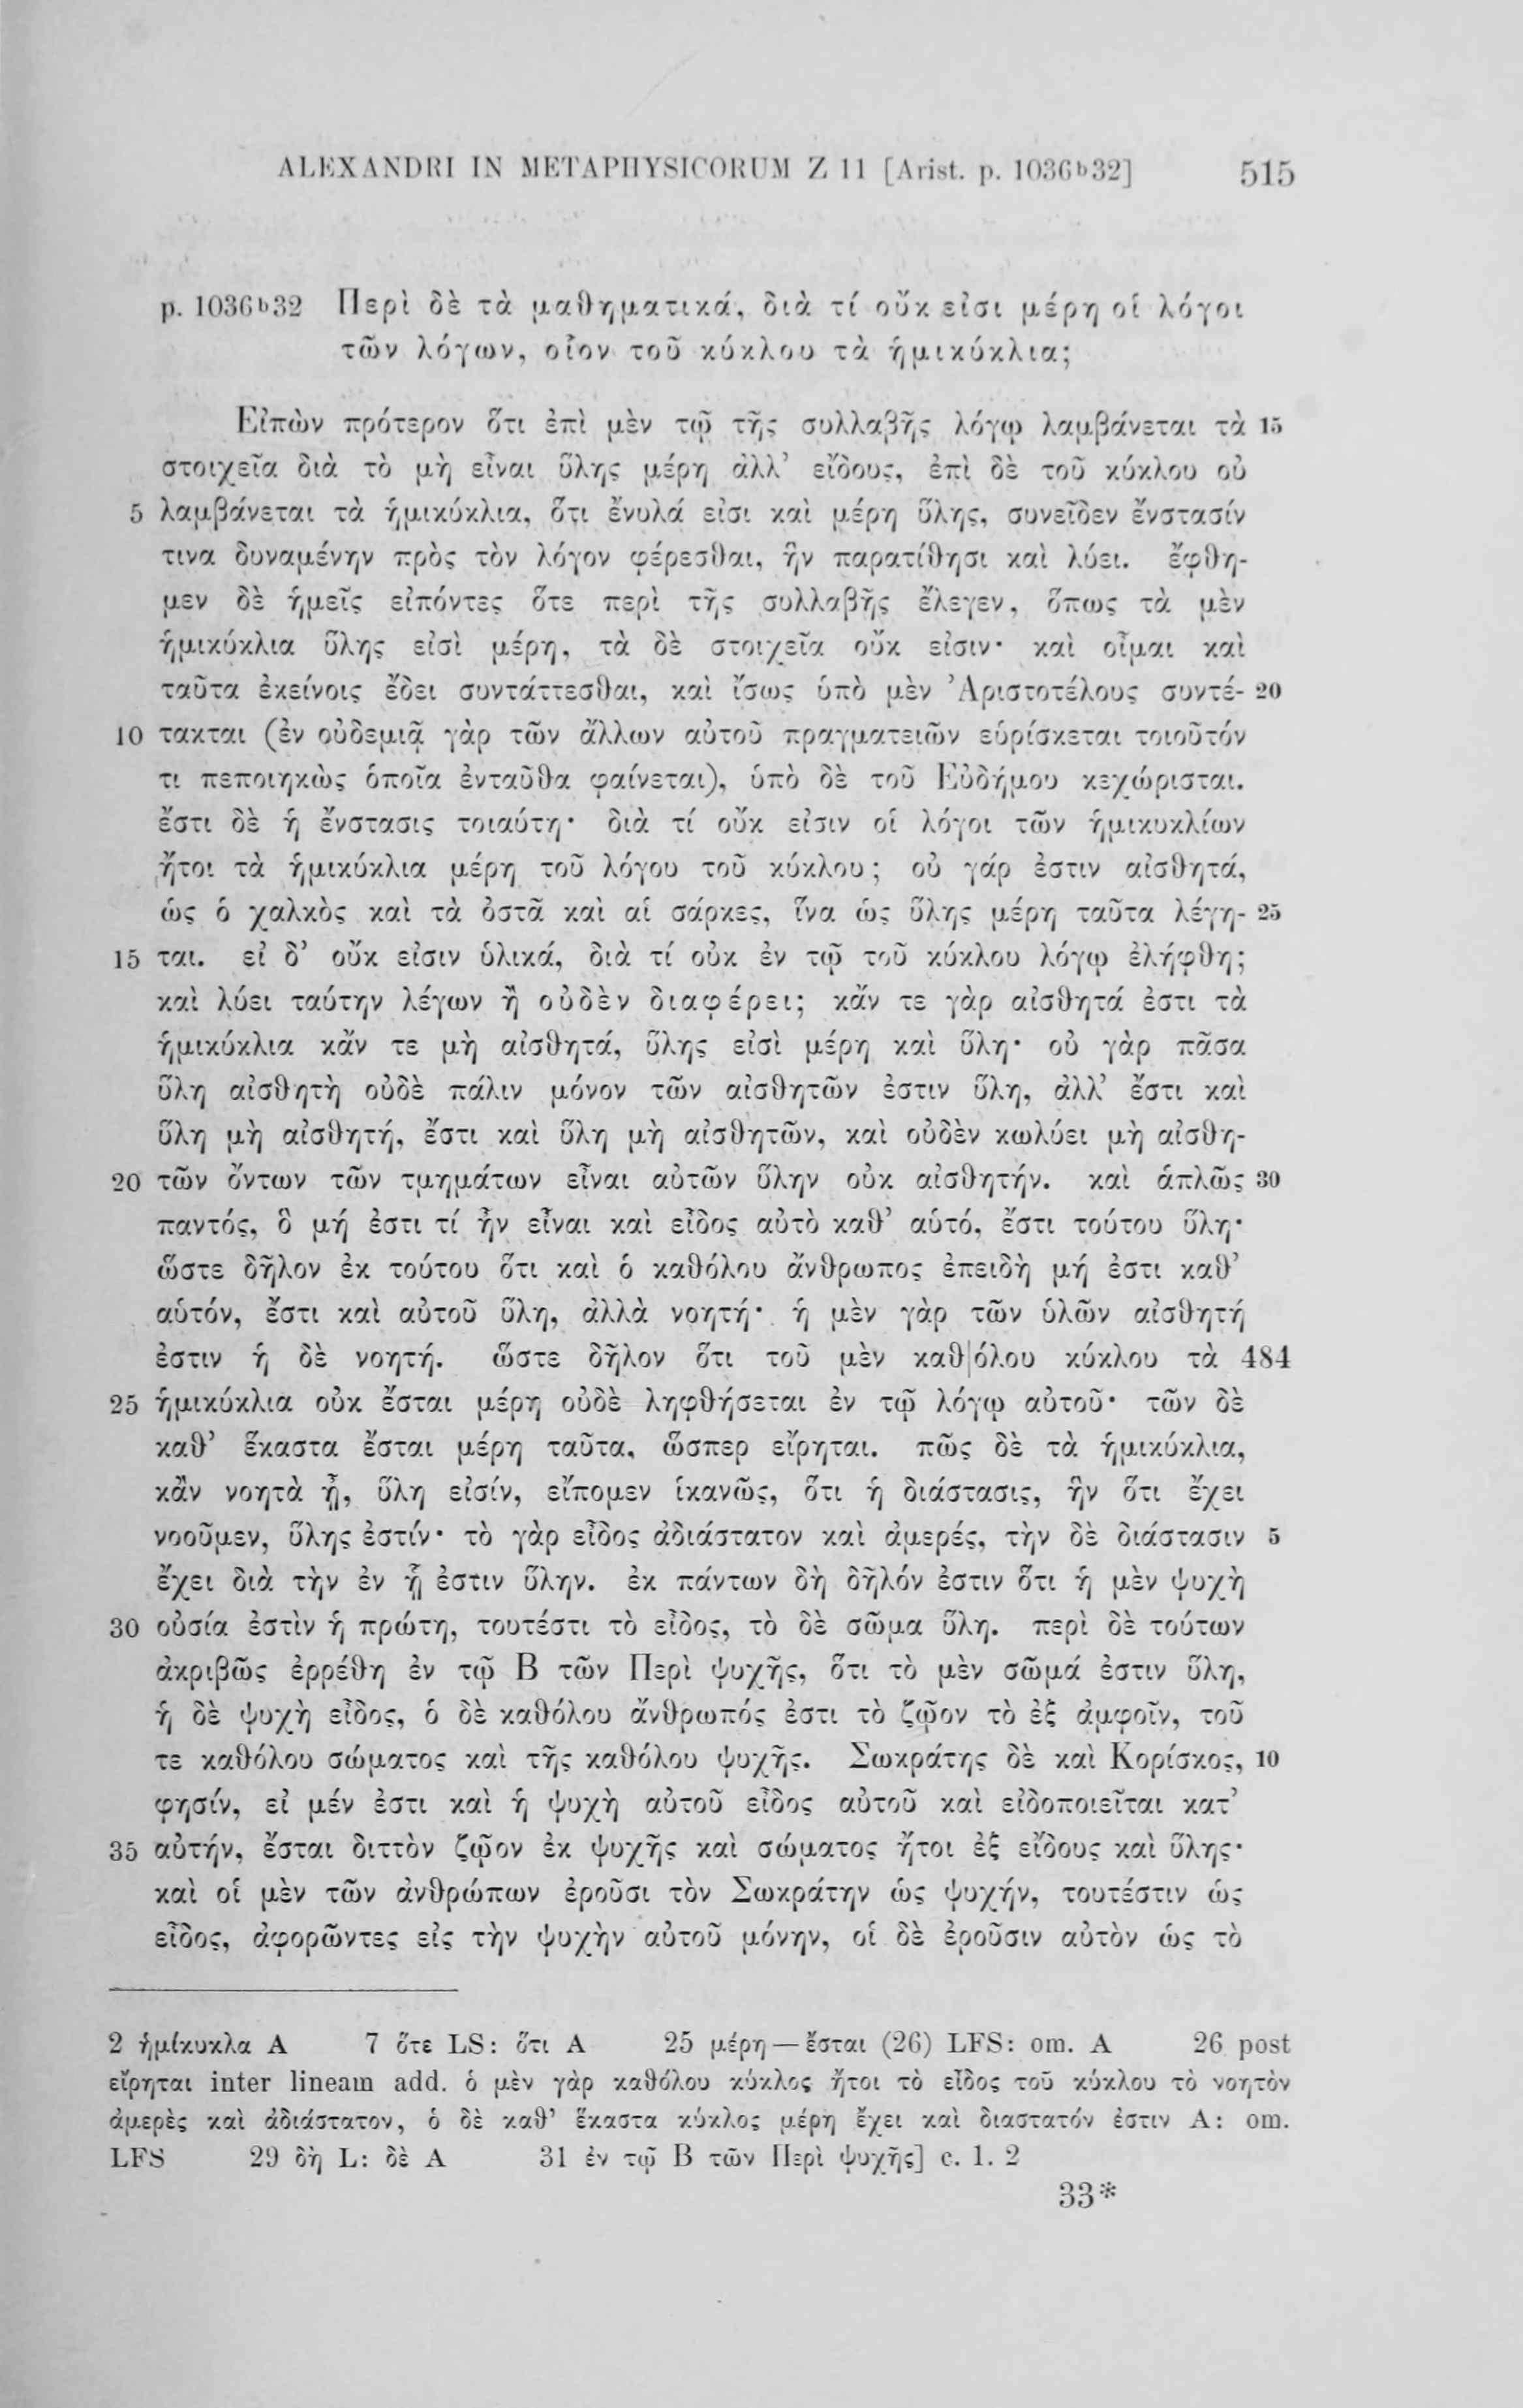 ALEXANDRI IN METAPHYSICORUM Z 11 [Arist. p. 1036ᵇ32] 515
p. 1036ᵇ32 Περὶ δὲ τὰ μαθηματικά, διὰ τί οὔκ εἰσι μέρη οἱ λόγοι
τῶν λόγων, οἷον τοῦ κύκλου τὰ ἡμικύκλια;
Εἰπὼν πρότερον ὅτι ἐπὶ μὲν τῷ τῆς συλλαβῆς λόγῳ λαμβάνεται τὰ 15
στοιχεῖα διὰ τὸ μὴ εἶναι ὕλης μέρη ἀλλ’ εἴδους, ἐπὶ δὲ τοῦ κύκλου οὐ
5 λαμβάνεται τὰ ἡμικύκλια, ὅτι ἔνυλά εἰσι καὶ μέρη ὕλης, συνεῖδεν ἔνστασίν
τινα δυναμένην πρὸς τὸν λόγον φέρεσθαι, ἣν παρατίθησι καὶ λύει. ἔφθη-
μεν δὲ ἡμεῖς εἰπόντες ὅτε περὶ τῆς συλλαβῆς ἔλεγεν, ὅπως τὰ μὲν
ἡμικύκλια ὕλης εἰσὶ μέρη, τὰ δὲ στοιχεῖα οὔκ εἰσιν· καὶ οἶμαι καὶ
ταῦτα ἐκείνοις ἔδει συντάττεσθαι, καὶ ἴσως ὑπὸ μὲν Ἀριστοτέλους συντέ- 20
10 τακται (ἐν οὐδεμιᾷ γὰρ τῶν ἄλλων αὐτοῦ πραγματειῶν εὑρίσκεται τοιοῦτόν
τι πεποιηκὼς ὁποῖα ἐνταῦθα φαίνεται), ὑπὸ δὲ τοῦ Εὐδήμου κεχώρισται.
ἔστι δὲ ἡ ἔνστασις τοιαύτη· διὰ τί οὔκ εἰσιν οἱ λόγοι τῶν ἡμικυκλίων
ἤτοι τὰ ἡμικύκλια μέρη τοῦ λόγου τοῦ κύκλου; οὐ γάρ ἐστιν αἰσθητά,
ὡς ὁ χαλκὸς καὶ τὰ ὀστᾶ καὶ αἱ σάρκες, ἵνα ὡς ὕλης μέρη ταῦτα λέγη- 25
15 ται. εἰ δ’ οὔκ εἰσιν ὑλικά, διὰ τί οὐκ ἐν τῷ τοῦ κύκλου λόγῳ ἐλήφθη;
καὶ λύει ταύτην λέγων ἢ οὐδὲν διαφέρει; κἄν τε γὰρ αἰσθητά ἐστι τὰ
ἡμικύκλια κἄν τε μὴ αἰσθητά, ὕλης εἰσὶ μέρη καὶ ὕλη· οὐ γὰρ πᾶσα
ὕλη αἰσθητὴ οὐδὲ πάλιν μόνον τῶν αἰσθητῶν ἐστιν ὕλη, ἀλλ’ ἔστι καὶ
ὕλη μὴ αἰσθητή, ἔστι καὶ ὕλη μὴ αἰσθητῶν, καὶ οὐδὲν κωλύει μὴ αἰσθη-
20 τῶν ὄντων τῶν τμημάτων εἶναι αὐτῶν ὕλην οὐκ αἰσθητήν. καὶ ἁπλῶς 30
παντός, ὃ μή ἐστι τί ἦν εἶναι καὶ εἶδος αὐτὸ καθ’ αὑτό, ἔστι τούτου ὕλη·
ὥστε δῆλον ἐκ τούτου ὅτι καὶ ὁ καθόλου ἄνθρωπος ἐπειδὴ μή ἐστι καθ’
αὑτόν, ἔστι καὶ αὐτοῦ ὕλη, ἀλλὰ νοητή· ἡ μὲν γὰρ τῶν ὑλῶν αἰσθητή
ἐστιν ἡ δὲ νοητή. ὥστε δῆλον ὅτι τοῦ μὲν καθ|όλου κύκλου τὰ 484
25 ἡμικύκλια οὐκ ἔσται μέρη οὐδὲ ληφθήσεται ἐν τῷ λόγῳ αὐτοῦ· τῶν δὲ
καθ’ ἕκαστα ἔσται μέρη ταῦτα, ὥσπερ εἴρηται. πῶς δὲ τὰ ἡμικύκλια,
κἂν νοητὰ ᾖ, ὕλη εἰσίν, εἴπομεν ἱκανῶς, ὅτι ἡ διάστασις, ἣν ὅτι ἔχει
νοοῦμεν, ὕλης ἐστίν· τὸ γὰρ εἶδος ἀδιάστατον καὶ ἀμερές, τὴν δὲ διάστασιν 5
ἔχει διὰ τὴν ἐν ᾗ ἐστιν ὕλην. ἐκ πάντων δὴ δῆλόν ἐστιν ὅτι ἡ μὲν ψυχὴ
30 οὐσία ἐστὶν ἡ πρώτη, τουτέστι τὸ εἶδος, τὸ δὲ σῶμα ὕλη. περὶ δὲ τούτων
ἀκριβῶς ἐρρέθη ἐν τῷ Β τῶν Περὶ ψυχῆς, ὅτι τὸ μὲν σῶμά ἐστιν ὕλη,
ἡ δὲ ψυχὴ εἶδος, ὁ δὲ καθόλου ἄνθρωπός ἐστι τὸ ζῷον τὸ ἐξ ἀμφοῖν, τοῦ
τε καθόλου σώματος καὶ τῆς καθόλου ψυχῆς. Σωκράτης δὲ καὶ Κορίσκος, 10
φησίν, εἰ μέν ἐστι καὶ ἡ ψυχὴ αὐτοῦ εἶδος αὐτοῦ καὶ εἰδοποιεῖται κατ’
35 αὐτήν, ἔσται διττὸν ζῷον ἐκ ψυχῆς καὶ σώματος ἤτοι ἐξ εἴδους καὶ ὕλης·
καὶ οἱ μὲν τῶν ἀνθρώπων ἐροῦσι τὸν Σωκράτην ὡς ψυχήν, τουτέστιν ὡς
εἶδος, ἀφορῶντες εἰς τὴν ψυχὴν αὐτοῦ μόνην, οἱ δὲ ἐροῦσιν αὐτὸν ὡς τὸ
2 ἡμίκυκλα A 7 ὅτε LS: ὅτι A 25 μέρη — ἔσται (26) LFS: om. A 26 post
εἴρηται inter lineam add. ὁ μὲν γὰρ καθόλου κύκλος ἤτοι τὸ εἶδος τοῦ κύκλου τὸ νοητὸν
ἀμερὲς καὶ ἀδιάστατον, ὁ δὲ καθ’ ἕκαστα κύκλος μέρη ἔχει καὶ διαστατόν ἐστιν A: om.
LFS 29 δὴ L: δὲ A 31 ἐν τῷ Β τῶν Περὶ ψυχῆς] c. 1. 2
33*